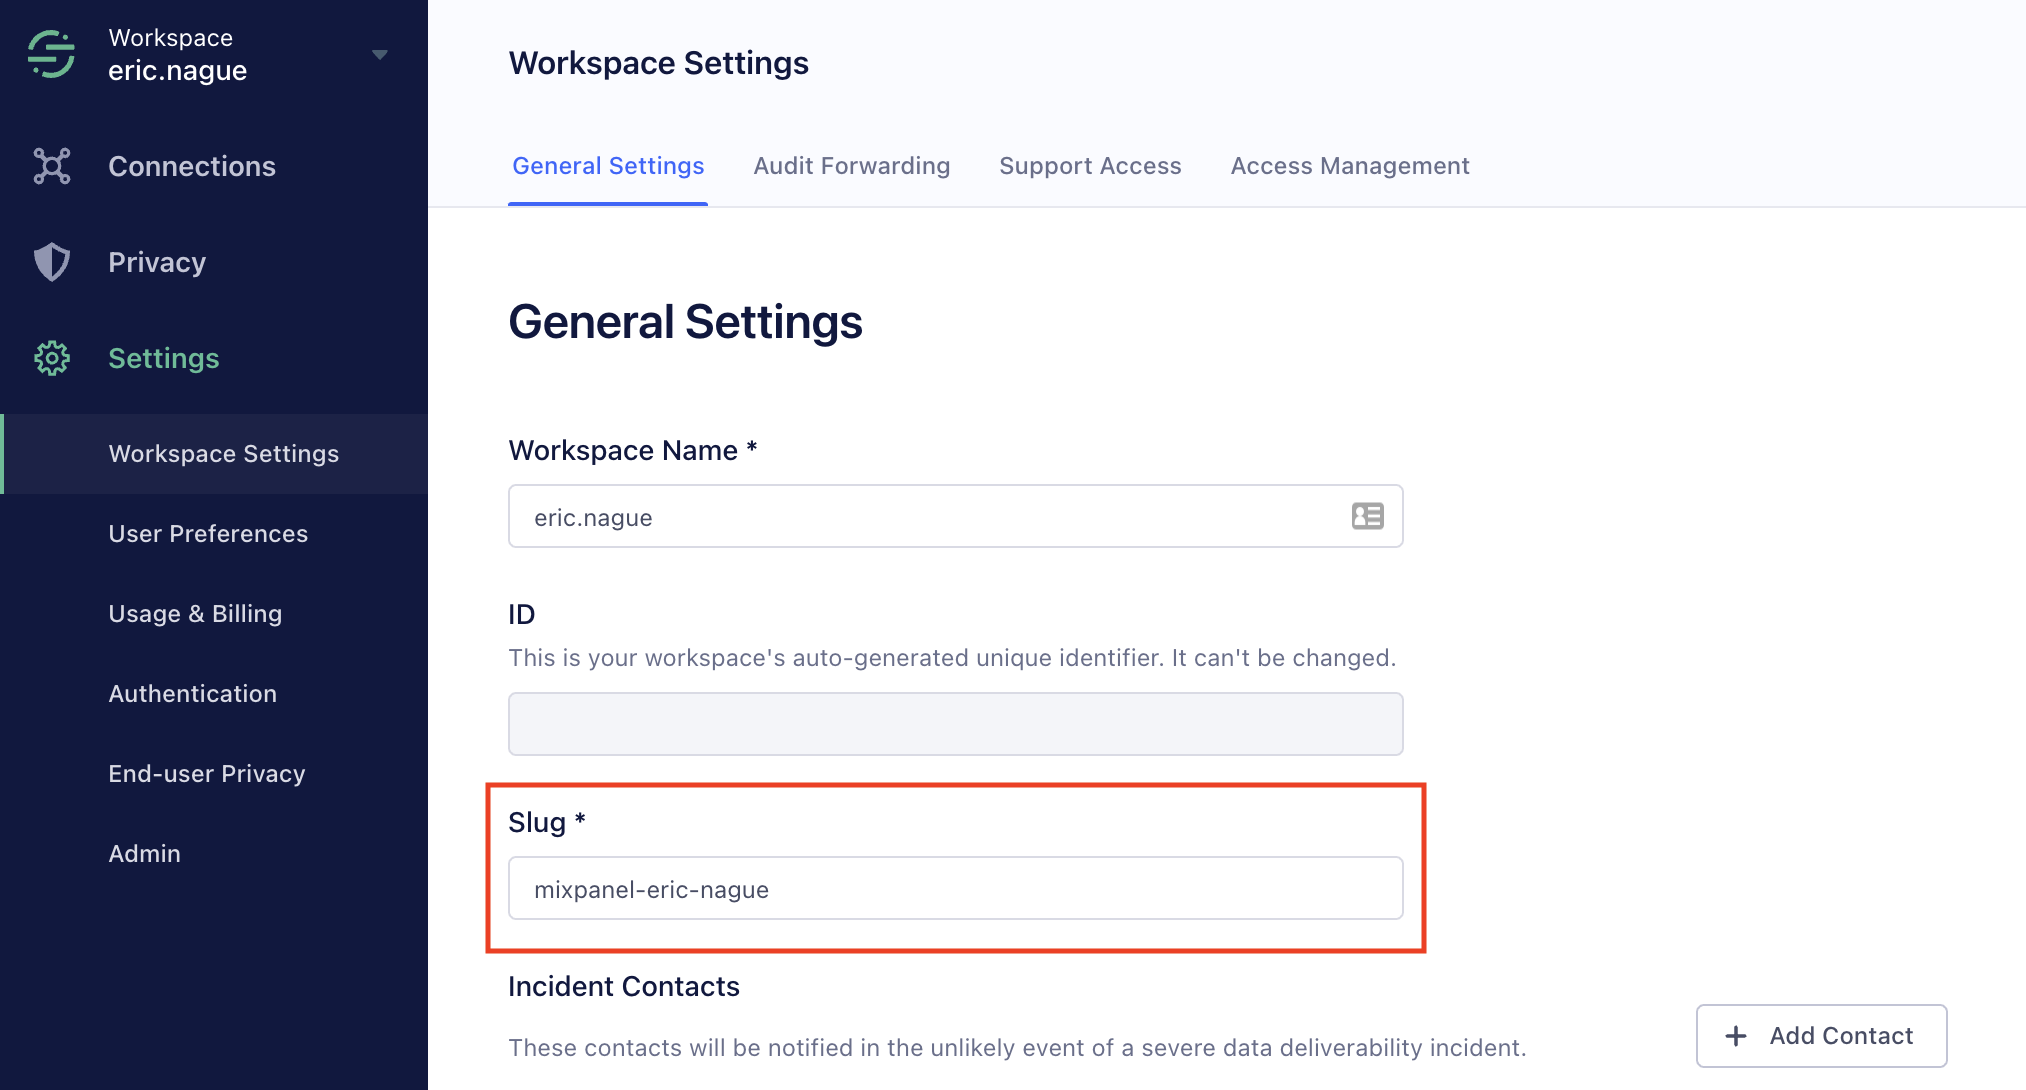 Workspace
eric.nague
Connections
Privacy
Settings
Workspace Settings
User Preferences
Usage & Billing
Authentication
End-user Privacy
Admin
Workspace Settings
General Settings
Audit Forwarding
Support Access
Access Management
General Settings
Workspace Name *
eric.nague
ID
This is your workspace's auto-generated unique identifier. It can't be changed.
Slug *
mixpanel-eric-nague
Incident Contacts
These contacts will be notified in the unlikely event of a severe data deliverability incident.
+ Add Contact